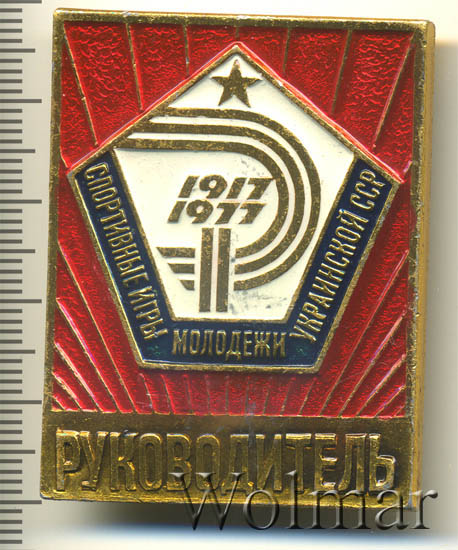 1917
1977
СПОРТИВНЫЕ ИГРЫ
МОЛОДЕЖИ
УКРАИНСКОЙ ССР
РУКОВОДИТЕЛЬ
Wolmar